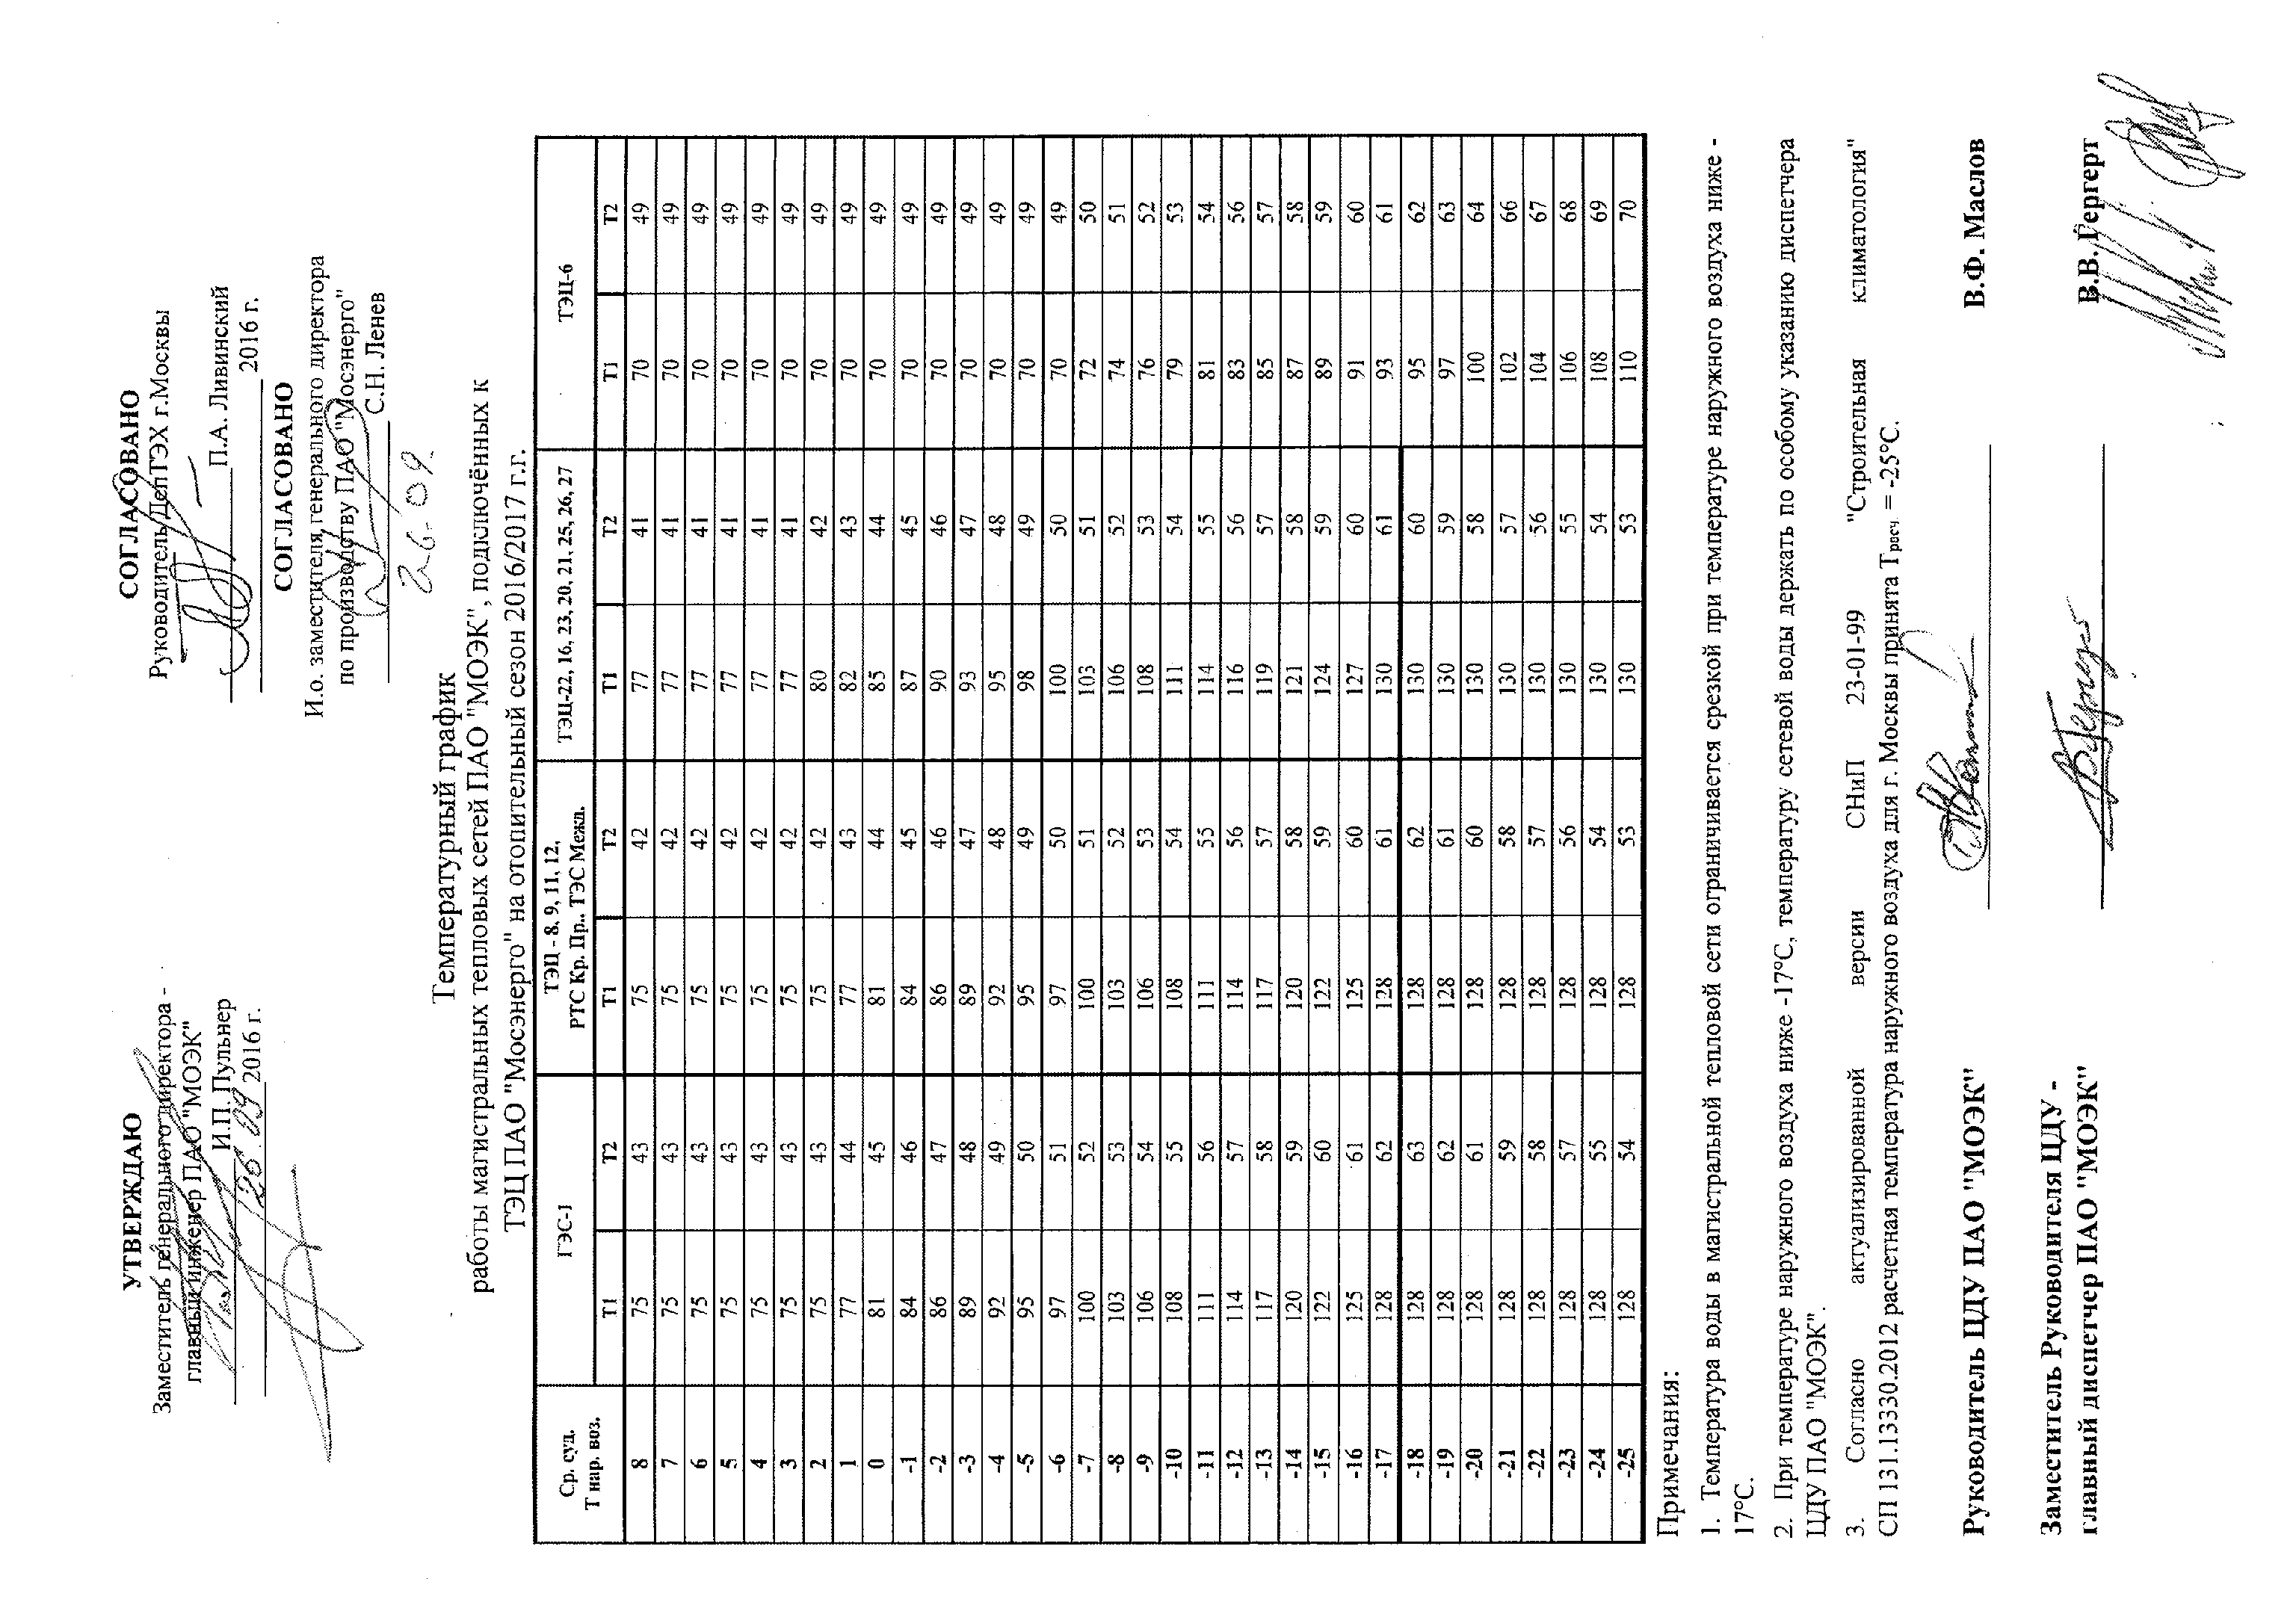 УТВЕРЖДАЮ
Заместитель генерального директора -
главный инженер ПАО "МОЭК"
И.П. Пульнер
26.09 2016 г.
СОГЛАСОВАНО
Руководитель ДепТЭХ г.Москвы
П.А. Ливинский
2016 г.
СОГЛАСОВАНО
И.о. заместителя генерального директора
по производству ПАО "Мосэнерго"
С.Н. Ленев
26.09.
Температурный график
работы магистральных тепловых сетей ПАО "МОЭК", подключённых к
ТЭЦ ПАО "Мосэнерго" на отопительный сезон 2016/2017 г.г.
Ср. сут. Т нар. воз. ГЭС-1 ТЭЦ - 8, 9, 11, 12, РТС Кр. Пр.. ТЭС Межд. ТЭЦ-22, 16, 23, 20, 21, 25, 26, 27 ТЭЦ-6
Т1 Т2 Т1 Т2 Т1 Т2 Т1 Т2
8 75 43 75 42 77 41 70 49
7 75 43 75 42 77 41 70 49
6 75 43 75 42 77 41 70 49
5 75 43 75 42 77 41 70 49
4 75 43 75 42 77 41 70 49
3 75 43 75 42 77 41 70 49
2 75 43 75 42 80 42 70 49
1 77 44 77 43 82 43 70 49
0 81 45 81 44 85 44 70 49
-1 84 46 84 45 87 45 70 49
-2 86 47 86 46 90 46 70 49
-3 89 48 89 47 93 47 70 49
-4 92 49 92 48 95 48 70 49
-5 95 50 95 49 98 49 70 49
-6 97 51 97 50 100 50 70 49
-7 100 52 100 51 103 51 72 50
-8 103 53 103 52 106 52 74 51
-9 106 54 106 53 108 53 76 52
-10 108 55 108 54 111 54 79 53
-11 111 56 111 55 114 55 81 54
-12 114 57 114 56 116 56 83 56
-13 117 58 117 57 119 57 85 57
-14 120 59 120 58 121 58 87 58
-15 122 60 122 59 124 59 89 59
-16 125 61 125 60 127 60 91 60
-17 128 62 128 61 130 61 93 61
-18 128 63 128 62 130 60 95 62
-19 128 62 128 61 130 59 97 63
-20 128 61 128 60 130 58 100 64
-21 128 59 128 58 130 57 102 66
-22 128 58 128 57 130 56 104 67
-23 128 57 128 56 130 55 106 68
-24 128 55 128 54 130 54 108 69
-25 128 54 128 53 130 53 110 70
Примечания:
1. Температура воды в магистральной тепловой сети ограничивается срезкой при температуре наружного воздуха ниже -
17°С.
2. При температуре наружного воздуха ниже -17°С, температуру сетевой воды держать по особому указанию диспетчера
ЦДУ ПАО "МОЭК".
3. Согласно актуализированной версии СНиП 23-01-99 "Строительная климатология"
СП 131.13330.2012 расчетная температура наружного воздуха для г. Москвы принята Трасч. = -25°С.
Руководитель ЦДУ ПАО "МОЭК" В.Ф. Маслов
Заместитель Руководителя ЦДУ -
главный диспетчер ПАО "МОЭК" В.В. Гергерт